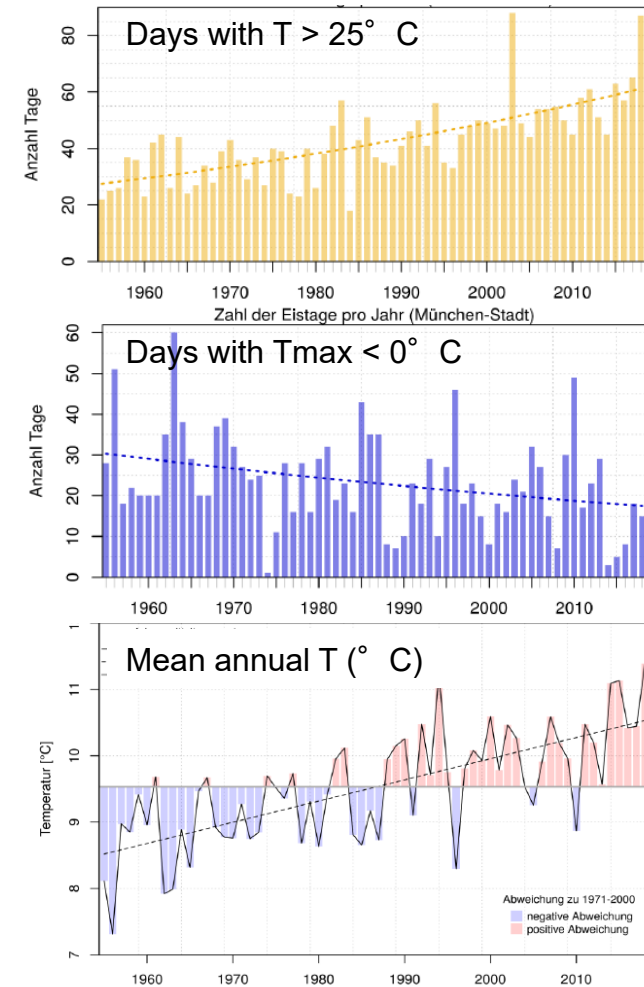 Days with T > 25° C
Anzahl Tage
80
60
40
20
0
1960 1970 1980 1990 2000 2010
Zahl der Eistage pro Jahr (München-Stadt)
Days with Tmax < 0° C
Anzahl Tage
60
50
40
30
20
10
0
1960 1970 1980 1990 2000 2010
Mean annual T (° C)
Temperatur [°C]
11
10
9
8
7
Abweichung zu 1971-2000
negative Abweichung
positive Abweichung
1960 1970 1980 1990 2000 2010